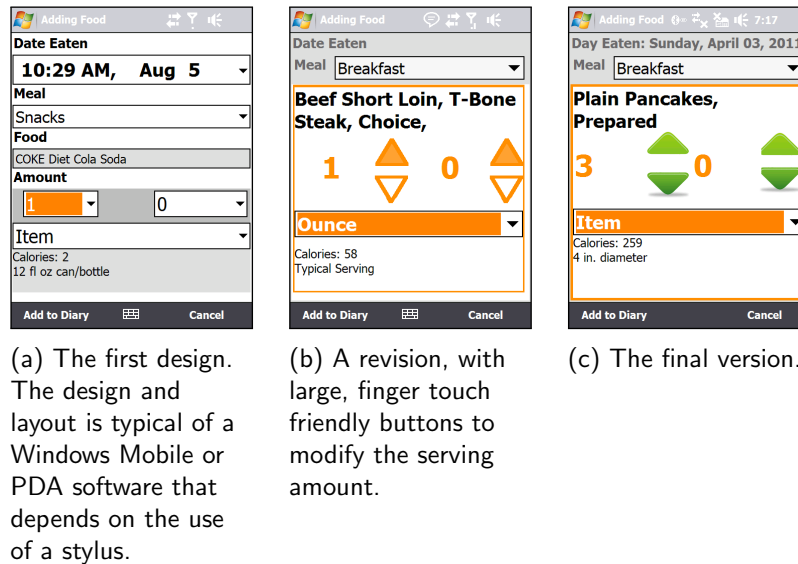 Adding Food
Date Eaten
10:29 AM, Aug 5
Meal
Snacks
Food
COKE Diet Cola Soda
Amount
1 0
Item
Calories: 2
12 fl oz can/bottle
Add to Diary Cancel
(a) The first design.
The design and
layout is typical of a
Windows Mobile or
PDA software that
depends on the use
of a stylus.
Adding Food
Date Eaten
Meal Breakfast
Beef Short Loin, T-Bone
Steak, Choice,
1 0
Ounce
Calories: 58
Typical Serving
Add to Diary Cancel
(b) A revision, with
large, finger touch
friendly buttons to
modify the serving
amount.
Adding Food 7:17
Day Eaten: Sunday, April 03, 2011
Meal Breakfast
Plain Pancakes,
Prepared
3 0
Item
Calories: 259
4 in. diameter
Add to Diary Cancel
(c) The final version.